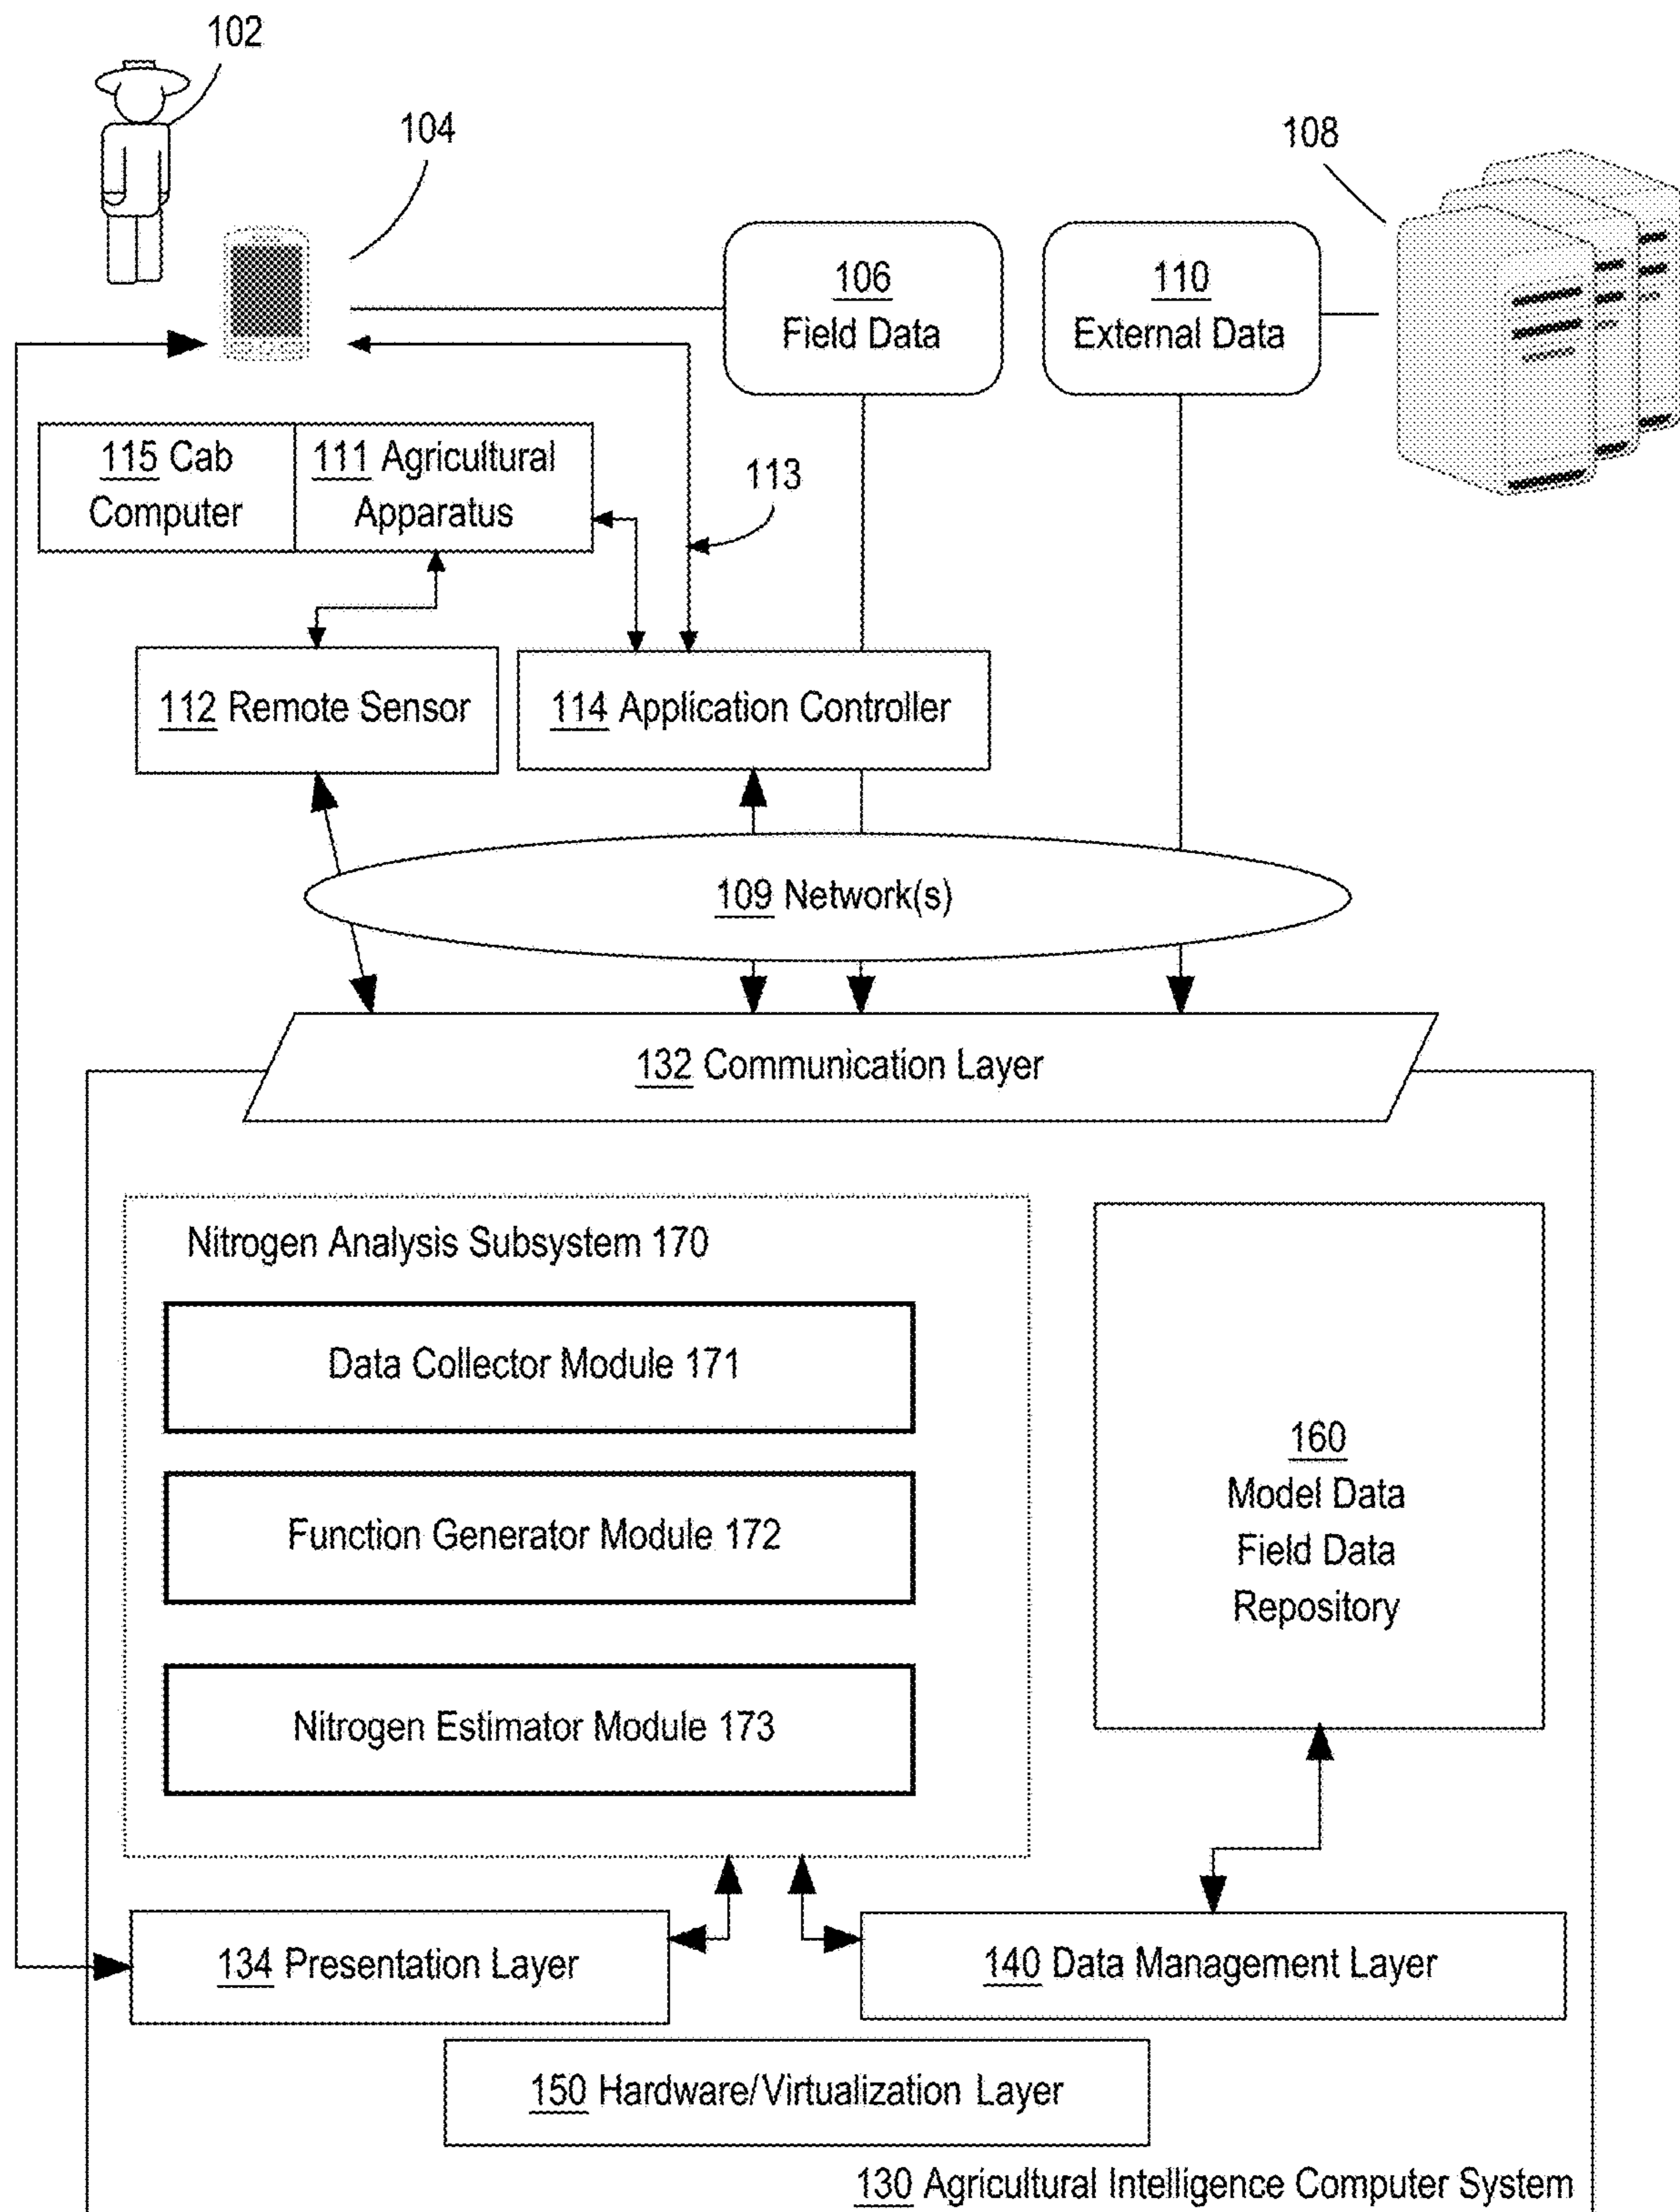 102
104
108
106
Field Data
110
External Data
115 Cab
Computer
111 Agricultural
Apparatus
113
112 Remote Sensor
114 Application Controller
109 Network(s)
132 Communication Layer
Nitrogen Analysis Subsystem 170
Data Collector Module 171
Function Generator Module 172
Nitrogen Estimator Module 173
160
Model Data
Field Data
Repository
134 Presentation Layer
140 Data Management Layer
150 Hardware/Virtualization Layer
130 Agricultural Intelligence Computer System